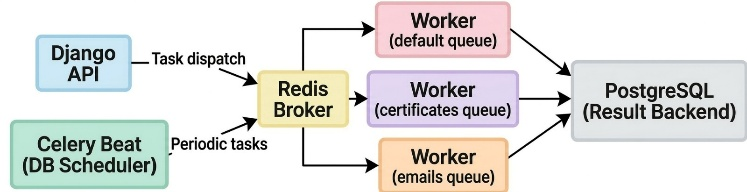 Django
API
Task dispatch
Celery Beat
(DB Scheduler)
Periodic tasks
Redis
Broker
Worker
(default queue)
Worker
(certificates queue)
Worker
(emails queue)
PostgreSQL
(Result Backend)